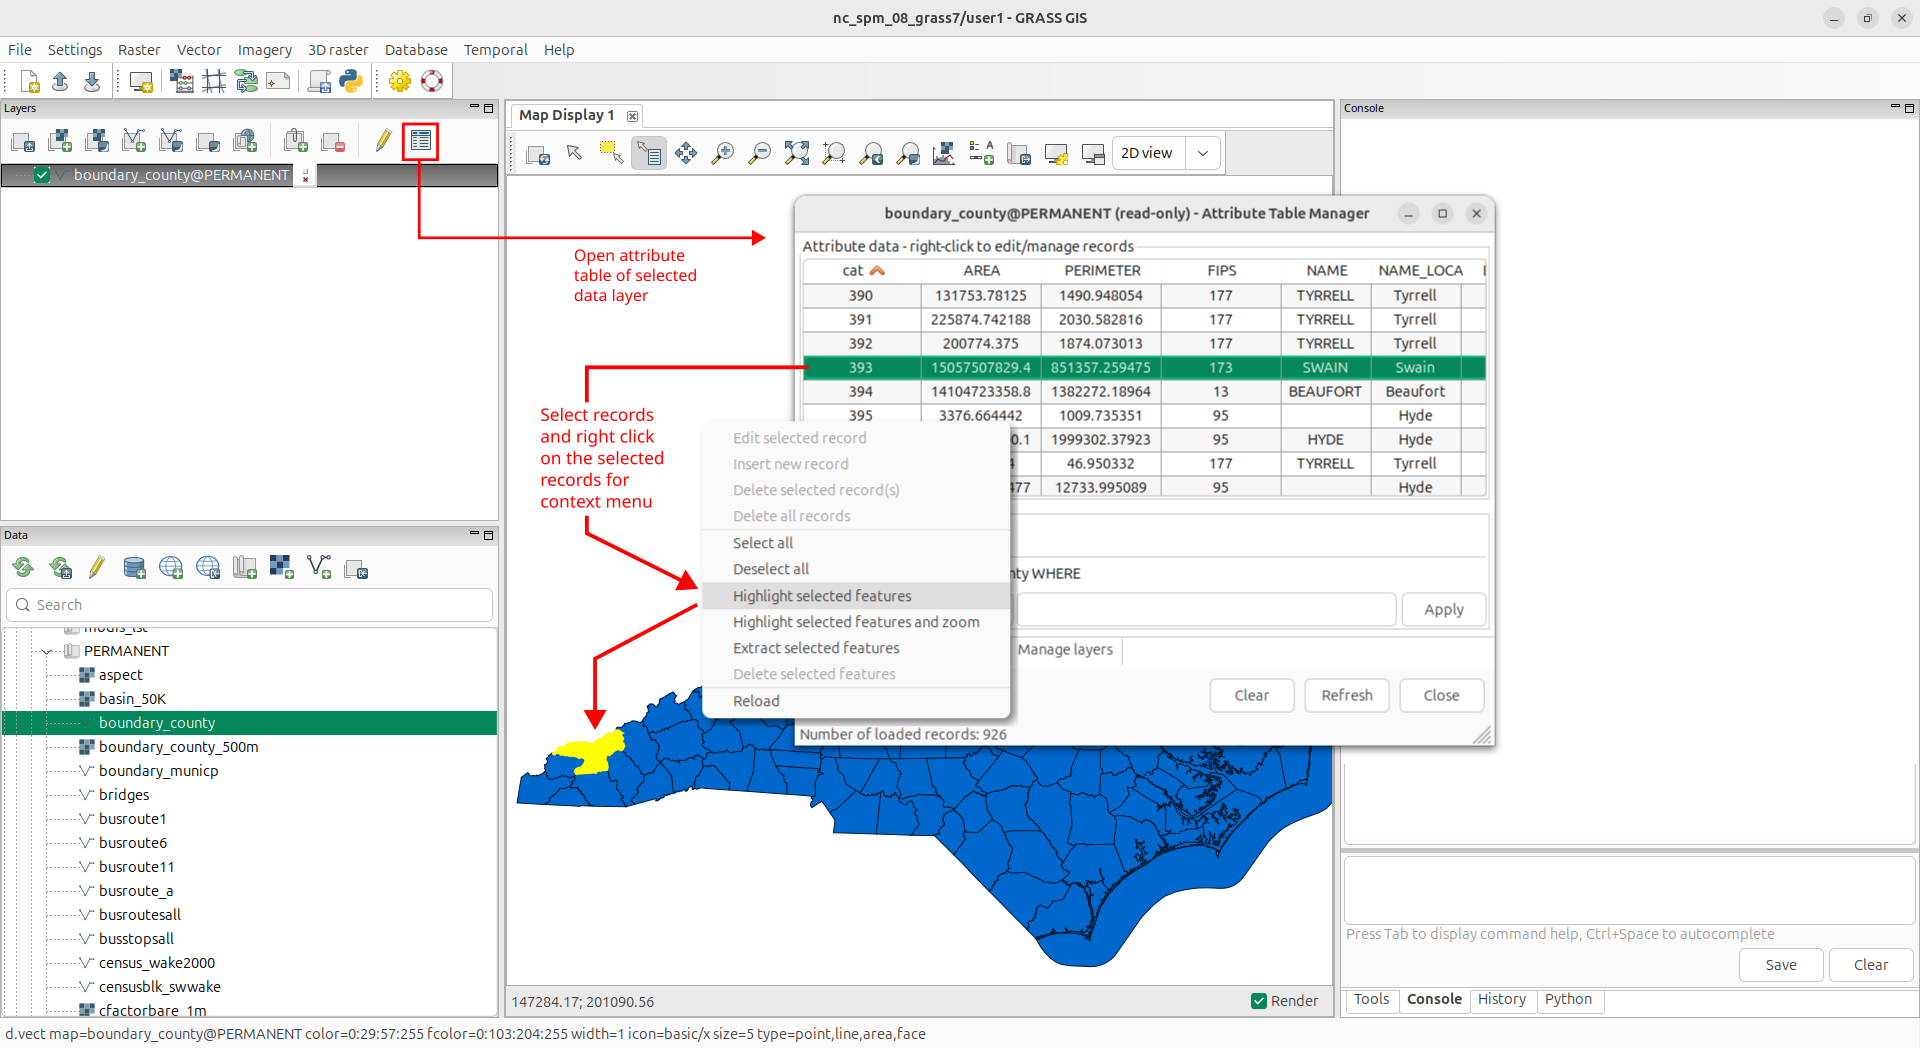 nc_spm_08_grass7/user1 - GRASS GIS
File Settings Raster Vector Imagery 3D raster Database Temporal Help
Layers
boundary_county@PERMANENT
Map Display 1
2D view
Console
Open attribute
table of selected
data layer
Select records
and right click
on the selected
records for
context menu
boundary_county@PERMANENT (read-only) - Attribute Table Manager
Attribute data - right-click to edit/manage records
cat AREA PERIMETER FIPS NAME NAME_LOCA
390 131753.78125 1490.948054 177 TYRRELL Tyrrell
391 225874.742188 2030.582816 177 TYRRELL Tyrrell
392 200774.375 1874.073013 177 TYRRELL Tyrrell
393 15057507829.4 851357.259475 173 SWAIN Swain
394 14104723358.8 1382272.18964 13 BEAUFORT Beaufort
395 3376.664442 1009.735351 95 Hyde
0.1 1999302.37923 95 HYDE Hyde
4 46.950332 177 TYRRELL Tyrrell
477 12733.995089 95 Hyde
nty WHERE
Apply
Manage layers
Clear Refresh Close
Number of loaded records: 926
Edit selected record
Insert new record
Delete selected record(s)
Delete all records
Select all
Deselect all
Highlight selected features
Highlight selected features and zoom
Extract selected features
Delete selected features
Reload
Data
Search
modis_lst
PERMANENT
aspect
basin_50K
boundary_county
boundary_county_500m
boundary_municp
bridges
busroute1
busroute6
busroute11
busroute_a
busroutesall
busstopsall
census_wake2000
censusblk_swwake
cfactorbare_1m
147284.17; 201090.56
Render
Press Tab to display command help, Ctrl+Space to autocomplete
Save Clear
Tools Console History Python
d.vect map=boundary_county@PERMANENT color=0:29:57:255 fcolor=0:103:204:255 width=1 icon=basic/x size=5 type=point,line,area,face